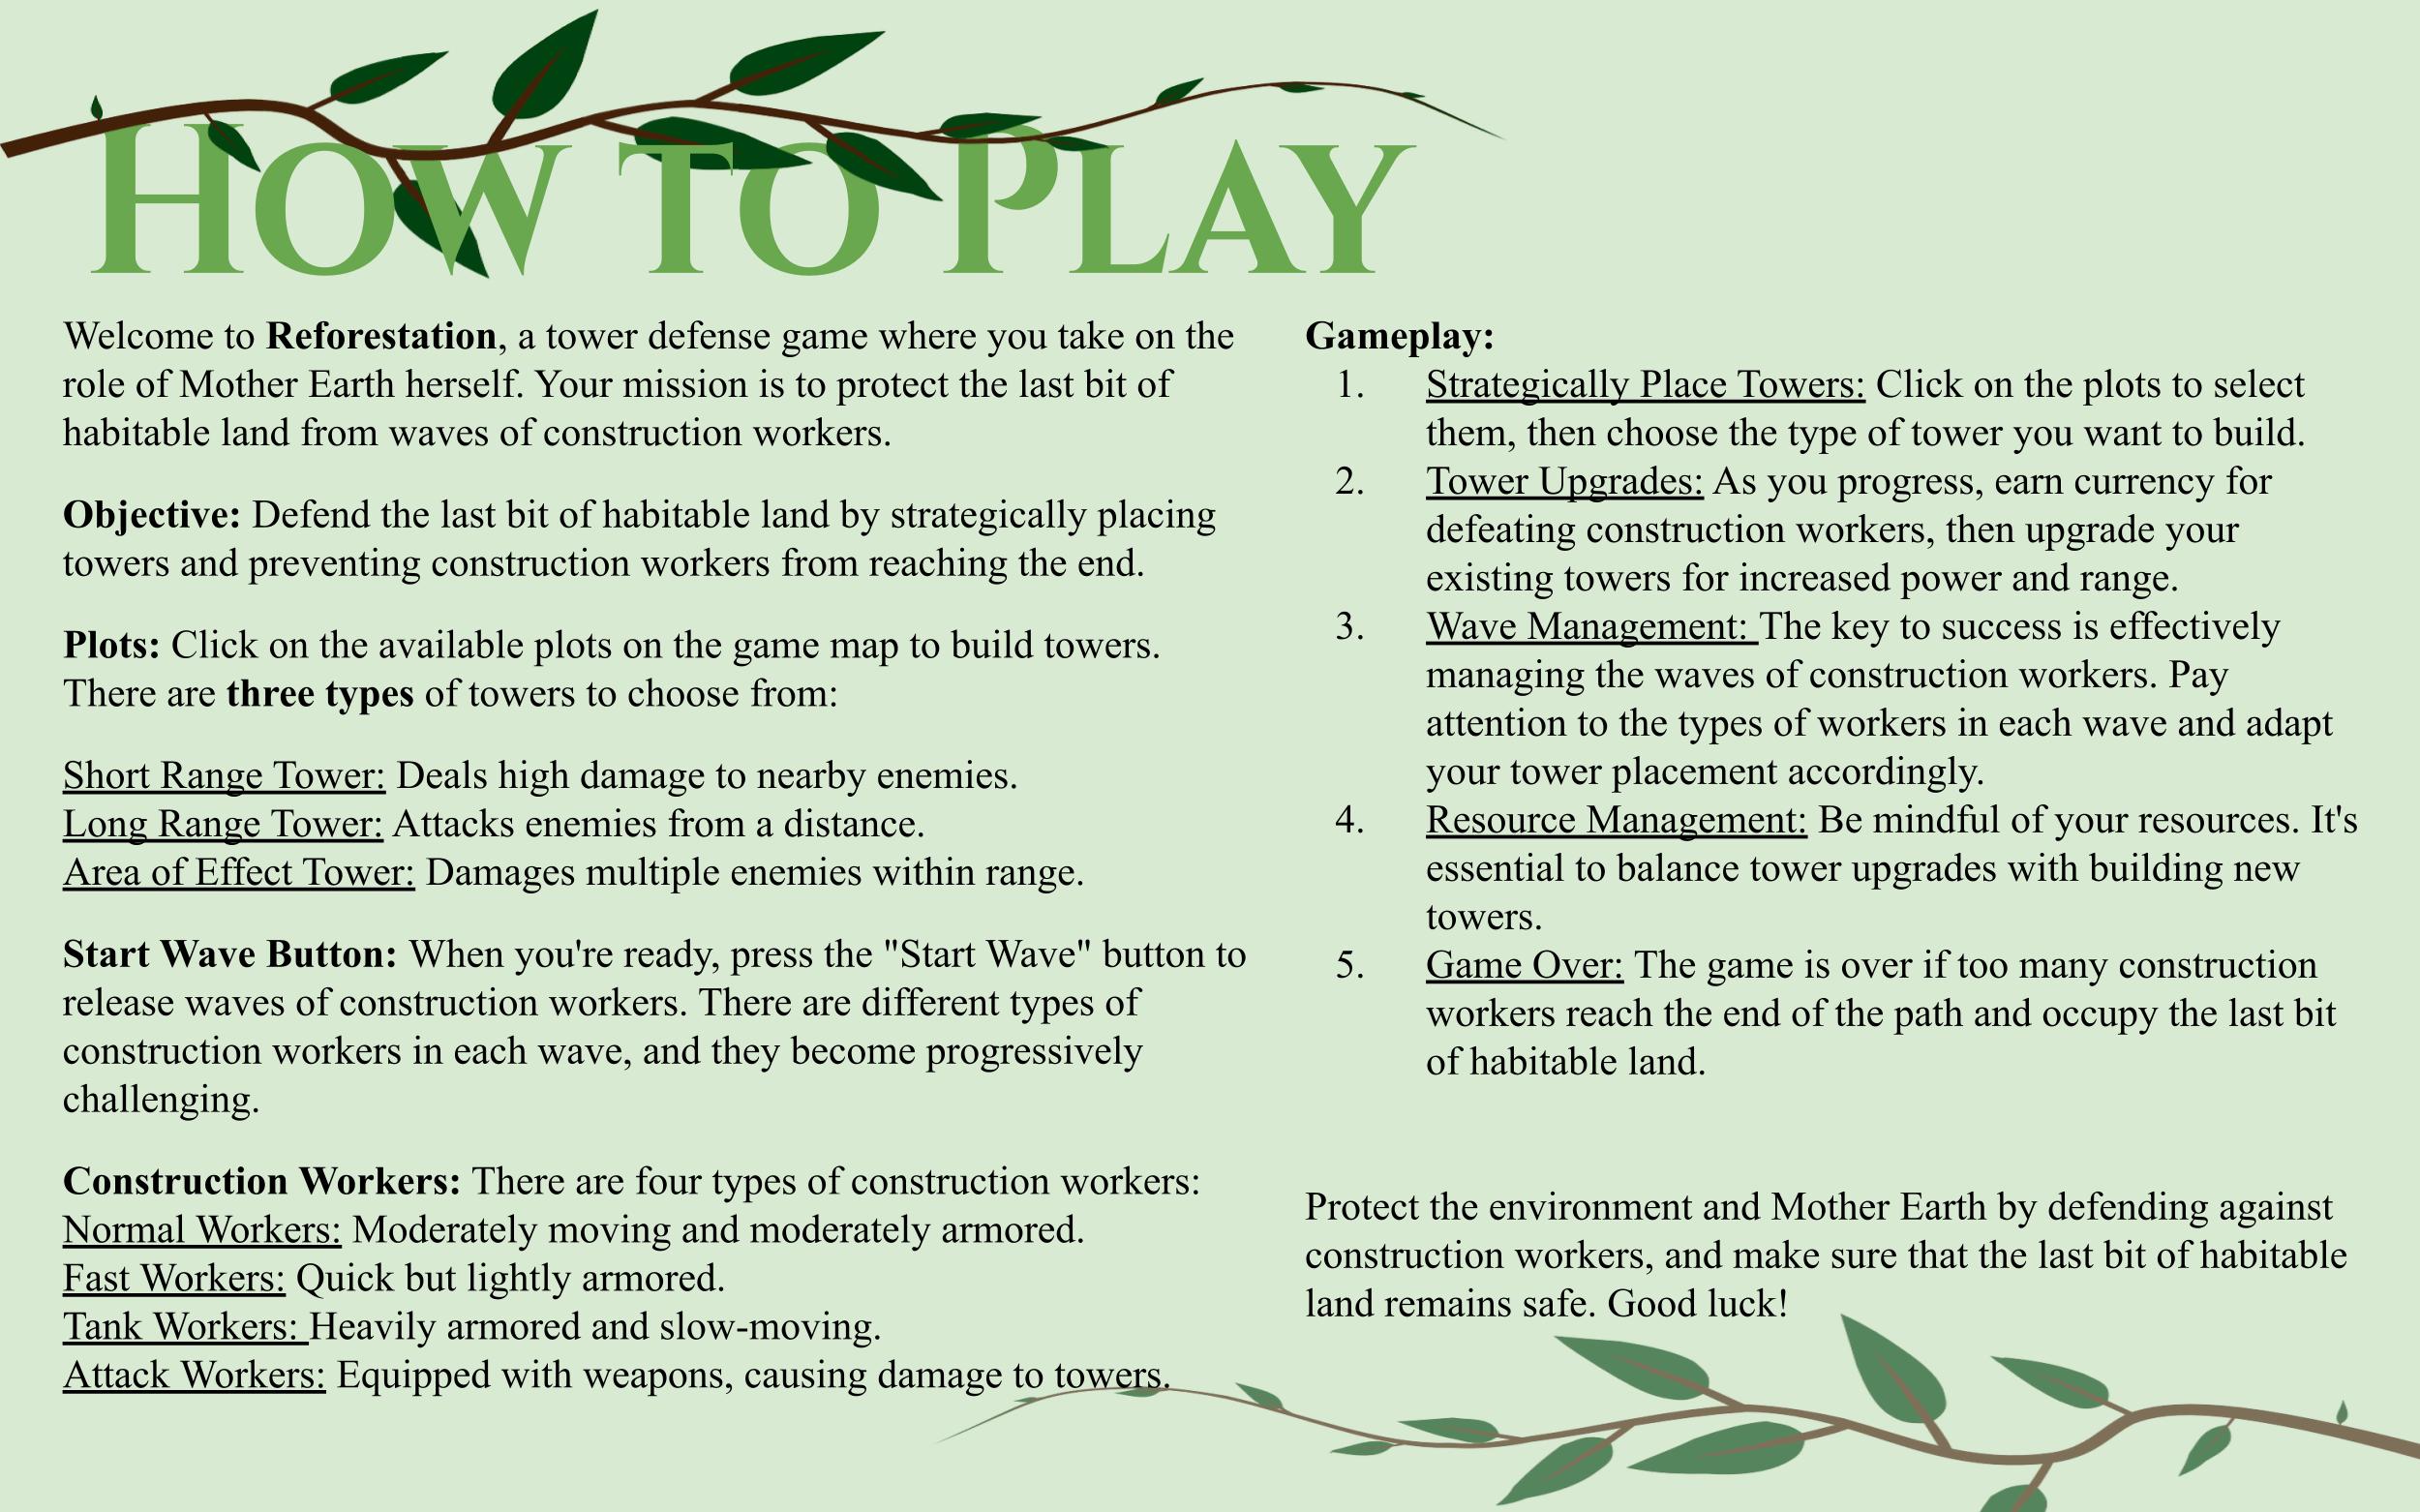 How to Play
Welcome to Reforestation, a tower defense game where you take on the
role of Mother Earth herself. Your mission is to protect the last bit of
habitable land from waves of construction workers.
Objective: Defend the last bit of habitable land by strategically placing
towers and preventing construction workers from reaching the end.
Plots: Click on the available plots on the game map to build towers.
There are three types of towers to choose from:
Short Range Tower: Deals high damage to nearby enemies.
Long Range Tower: Attacks enemies from a distance.
Area of Effect Tower: Damages multiple enemies within range.
Start Wave Button: When you're ready, press the "Start Wave" button to
release waves of construction workers. There are different types of
construction workers in each wave, and they become progressively
challenging.
Construction Workers: There are four types of construction workers:
Normal Workers: Moderately moving and moderately armored.
Fast Workers: Quick but lightly armored.
Tank Workers: Heavily armored and slow-moving.
Attack Workers: Equipped with weapons, causing damage to towers.
Gameplay:
1. Strategically Place Towers: Click on the plots to select
them, then choose the type of tower you want to build.
2. Tower Upgrades: As you progress, earn currency for
defeating construction workers, then upgrade your
existing towers for increased power and range.
3. Wave Management: The key to success is effectively
managing the waves of construction workers. Pay
attention to the types of workers in each wave and adapt
your tower placement accordingly.
4. Resource Management: Be mindful of your resources. It's
essential to balance tower upgrades with building new
towers.
5. Game Over: The game is over if too many construction
workers reach the end of the path and occupy the last bit
of habitable land.
Protect the environment and Mother Earth by defending against
construction workers, and make sure that the last bit of habitable
land remains safe. Good luck!